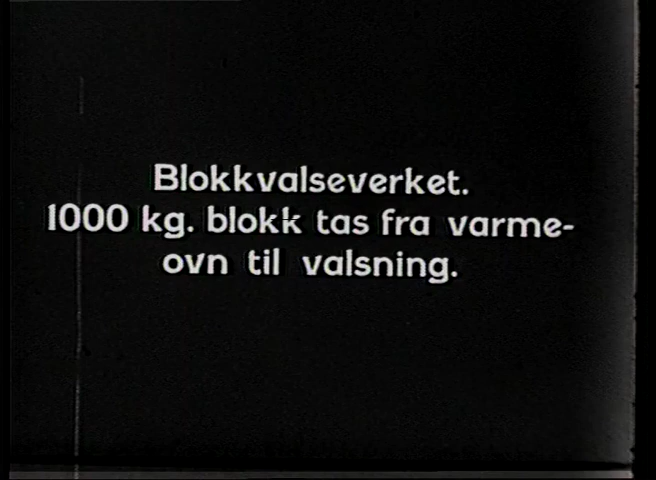 Blokkvalseverket.
1000 kg. blokk tas fra varme-
ovn til valsning.